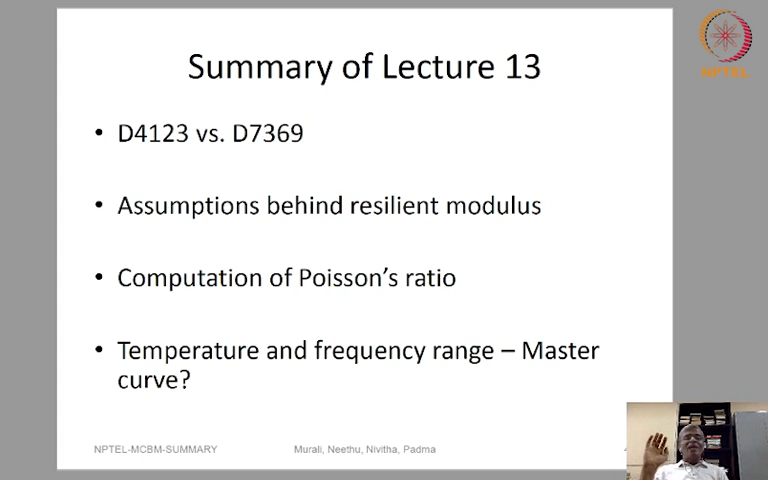 Summary of Lecture 13
NPTEL
• D4123 vs. D7369
• Assumptions behind resilient modulus
• Computation of Poisson’s ratio
• Temperature and frequency range – Master
curve?
NPTEL-MCBM-SUMMARY
Murali, Neethu, Nivitha, Padma